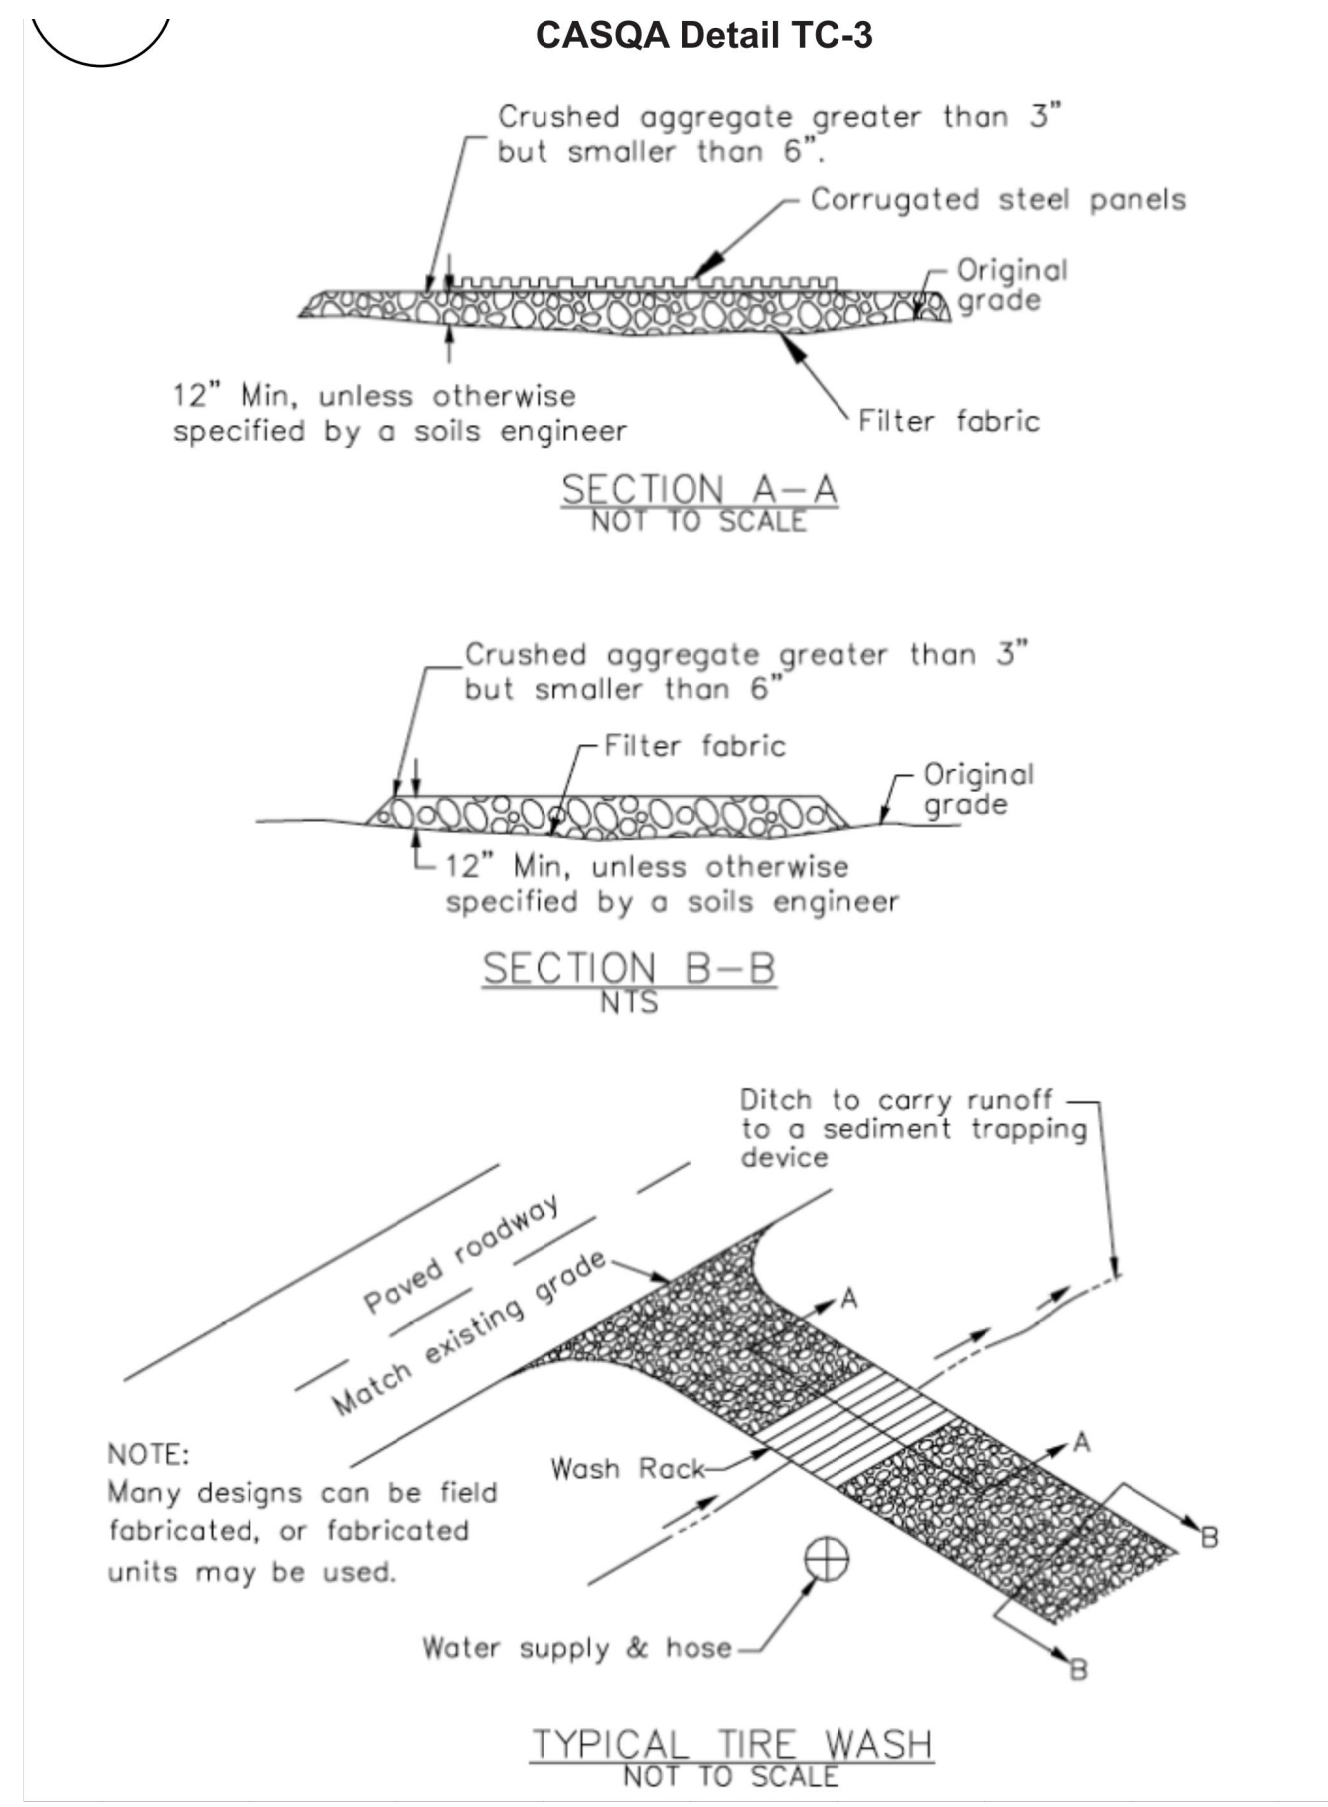 CASQA Detail TC-3
Crushed aggregate greater than 3"
but smaller than 6".
Corrugated steel panels
Original
grade
12" Min, unless otherwise
specified by a soils engineer
Filter fabric
SECTION A-A
NOT TO SCALE
Crushed aggregate greater than 3"
but smaller than 6"
Filter fabric
Original
grade
12" Min, unless otherwise
specified by a soils engineer
SECTION B-B
NTS
Ditch to carry runoff
to a sediment trapping
device
Paved roadway
Match existing grade
A
A
NOTE:
Many designs can be field
fabricated, or fabricated
units may be used.
Wash Rack
B
Water supply & hose
B
TYPICAL TIRE WASH
NOT TO SCALE